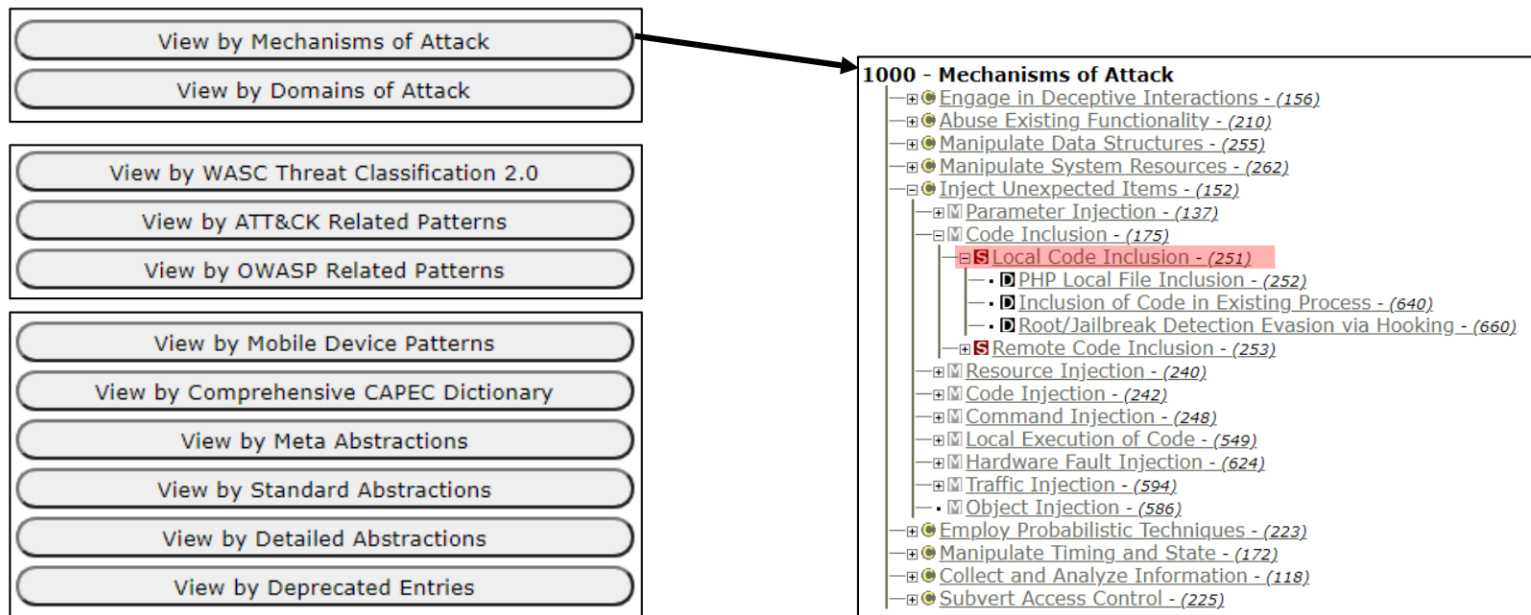 View by Mechanisms of Attack
View by Domains of Attack
View by WASC Threat Classification 2.0
View by ATT&CK Related Patterns
View by OWASP Related Patterns
View by Mobile Device Patterns
View by Comprehensive CAPEC Dictionary
View by Meta Abstractions
View by Standard Abstractions
View by Detailed Abstractions
View by Deprecated Entries
1000 - Mechanisms of Attack
C Engage in Deceptive Interactions - (156)
C Abuse Existing Functionality - (210)
C Manipulate Data Structures - (255)
C Manipulate System Resources - (262)
C Inject Unexpected Items - (152)
M Parameter Injection - (137)
M Code Inclusion - (175)
S Local Code Inclusion - (251)
D PHP Local File Inclusion - (252)
D Inclusion of Code in Existing Process - (640)
D Root/Jailbreak Detection Evasion via Hooking - (660)
S Remote Code Inclusion - (253)
M Resource Injection - (240)
M Code Injection - (242)
M Command Injection - (248)
M Local Execution of Code - (549)
M Hardware Fault Injection - (624)
M Traffic Injection - (594)
M Object Injection - (586)
C Employ Probabilistic Techniques - (223)
C Manipulate Timing and State - (172)
C Collect and Analyze Information - (118)
C Subvert Access Control - (225)